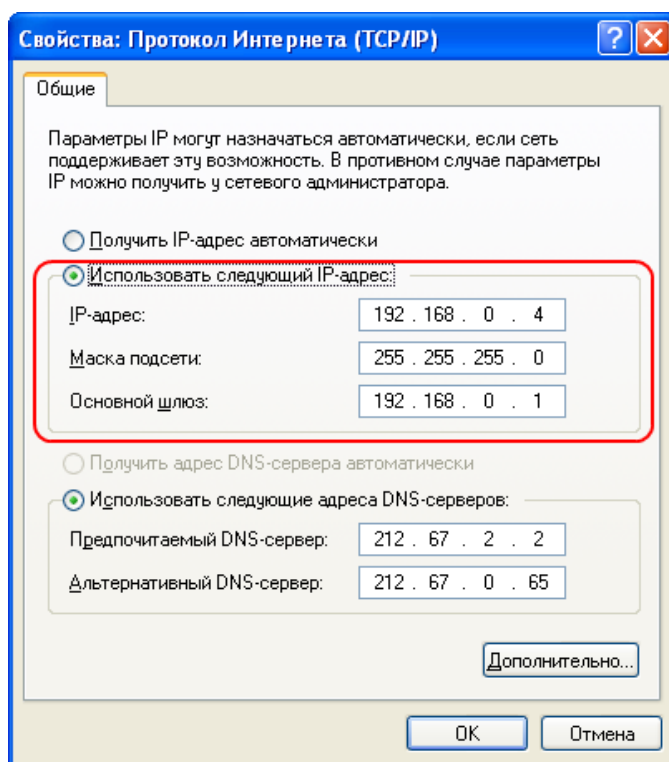 Свойства: Протокол Интернета (TCP/IP)
Общие
Параметры IP могут назначаться автоматически, если сеть
поддерживает эту возможность. В противном случае параметры
IP можно получить у сетевого администратора.
Получить IP-адрес автоматически
Использовать следующий IP-адрес:
IP-адрес: 192 . 168 . 0 . 4
Маска подсети: 255 . 255 . 255 . 0
Основной шлюз: 192 . 168 . 0 . 1
Получить адрес DNS-сервера автоматически
Использовать следующие адреса DNS-серверов:
Предпочитаемый DNS-сервер: 212 . 67 . 2 . 2
Альтернативный DNS-сервер: 212 . 67 . 0 . 65
Дополнительно...
OK Отмена